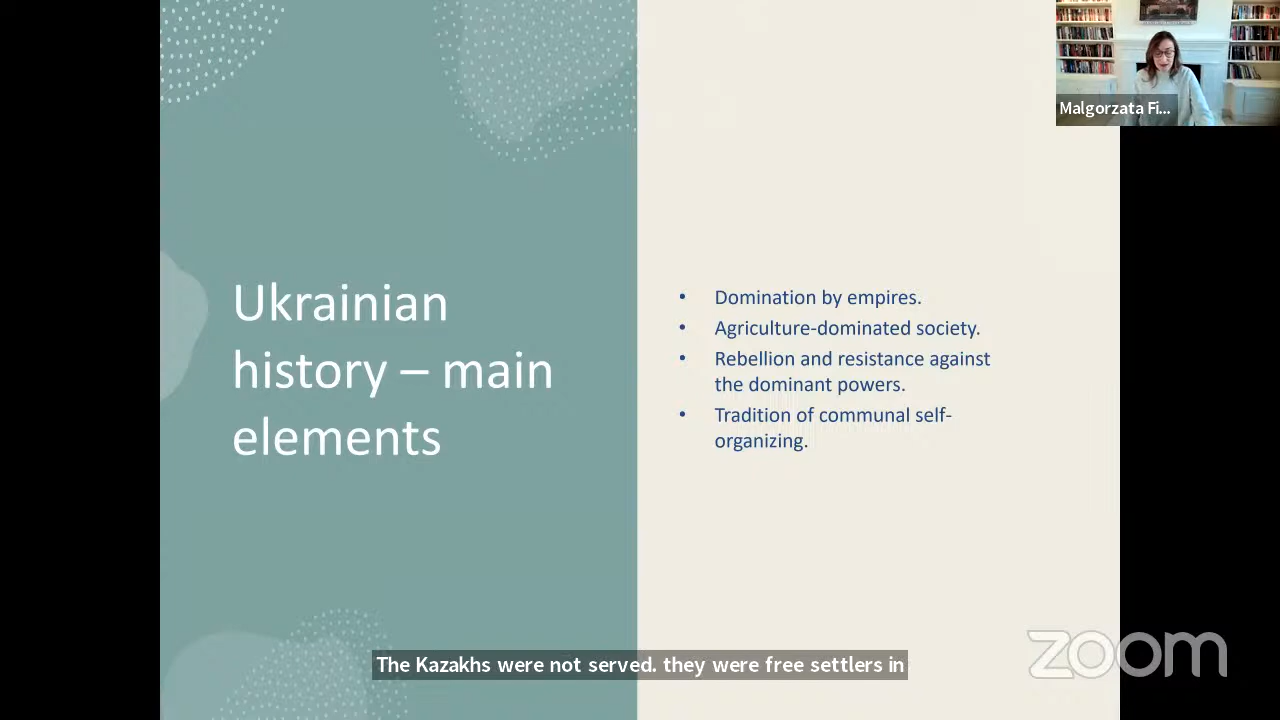 Malgorzata Fi...
Ukrainian
history – main
elements
• Domination by empires.
• Agriculture-dominated society.
• Rebellion and resistance against
the dominant powers.
• Tradition of communal self-
organizing.
The Kazakhs were not served. they were free settlers in
zoom